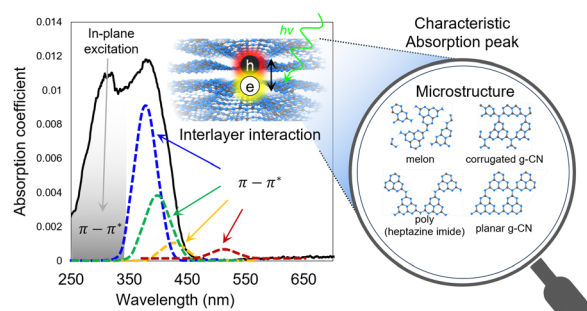 In-plane
excitation
hν
h
e
Interlayer interaction
π − π*
π − π*
0.014
0.012
0.01
0.008
0.006
0.004
0.002
0
Absorption coefficient
250
350
450
550
650
Wavelength (nm)
Characteristic
Absorption peak
Microstructure
melon
corrugated g-CN
poly
(heptazine imide)
planar g-CN